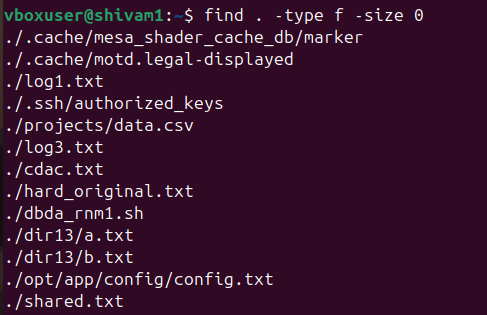 vboxuser@shivam1:~$ find . -type f -size 0
./.cache/mesa_shader_cache_db/marker
./.cache/motd.legal-displayed
./log1.txt
./.ssh/authorized_keys
./projects/data.csv
./log3.txt
./cdac.txt
./hard_original.txt
./dbda_rnm1.sh
./dir13/a.txt
./dir13/b.txt
./opt/app/config/config.txt
./shared.txt